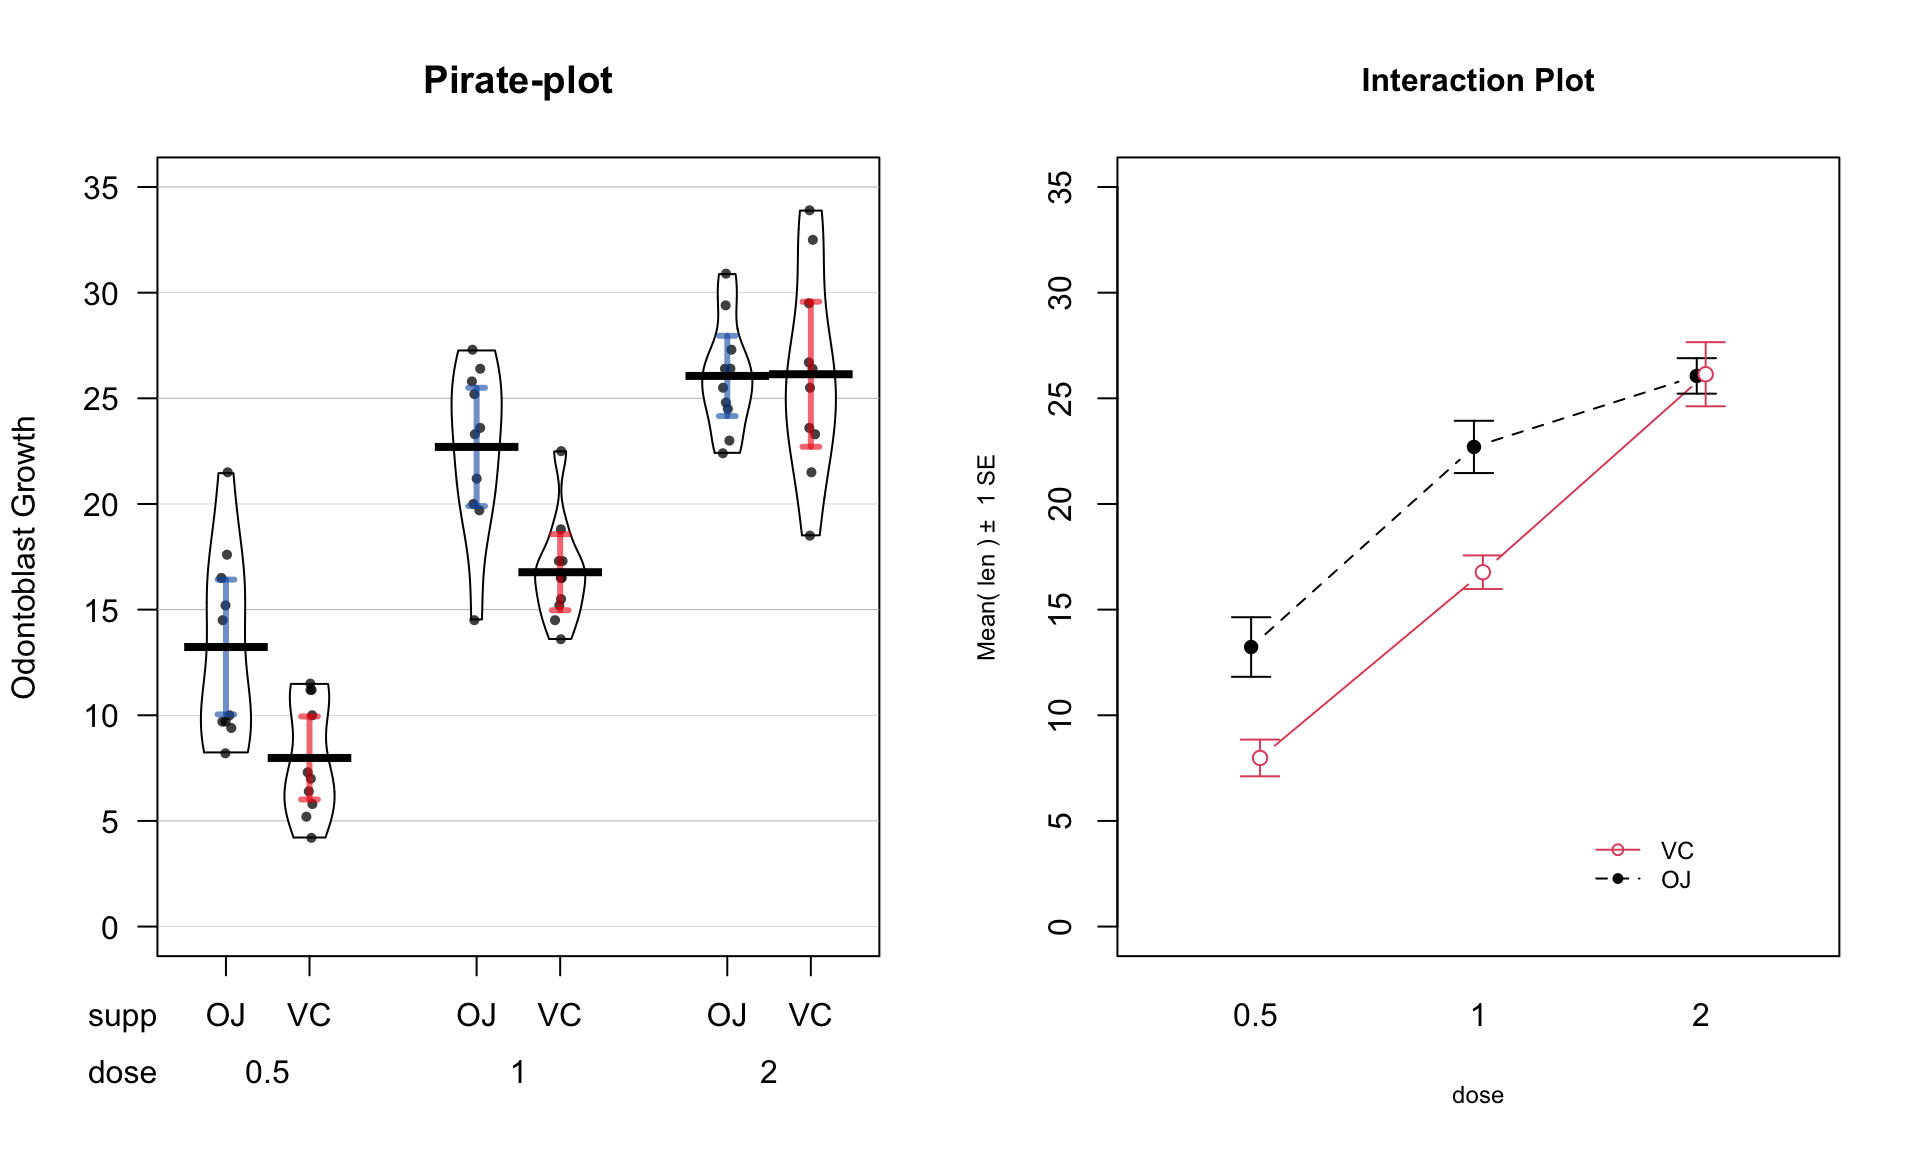 Pirate-plot
Odontoblast Growth
35
30
25
20
15
10
5
0
supp OJ VC OJ VC OJ VC
dose 0.5 1 2
Interaction Plot
Mean( len ) ± 1 SE
35
30
25
20
15
10
5
0
VC
OJ
0.5 1 2
dose